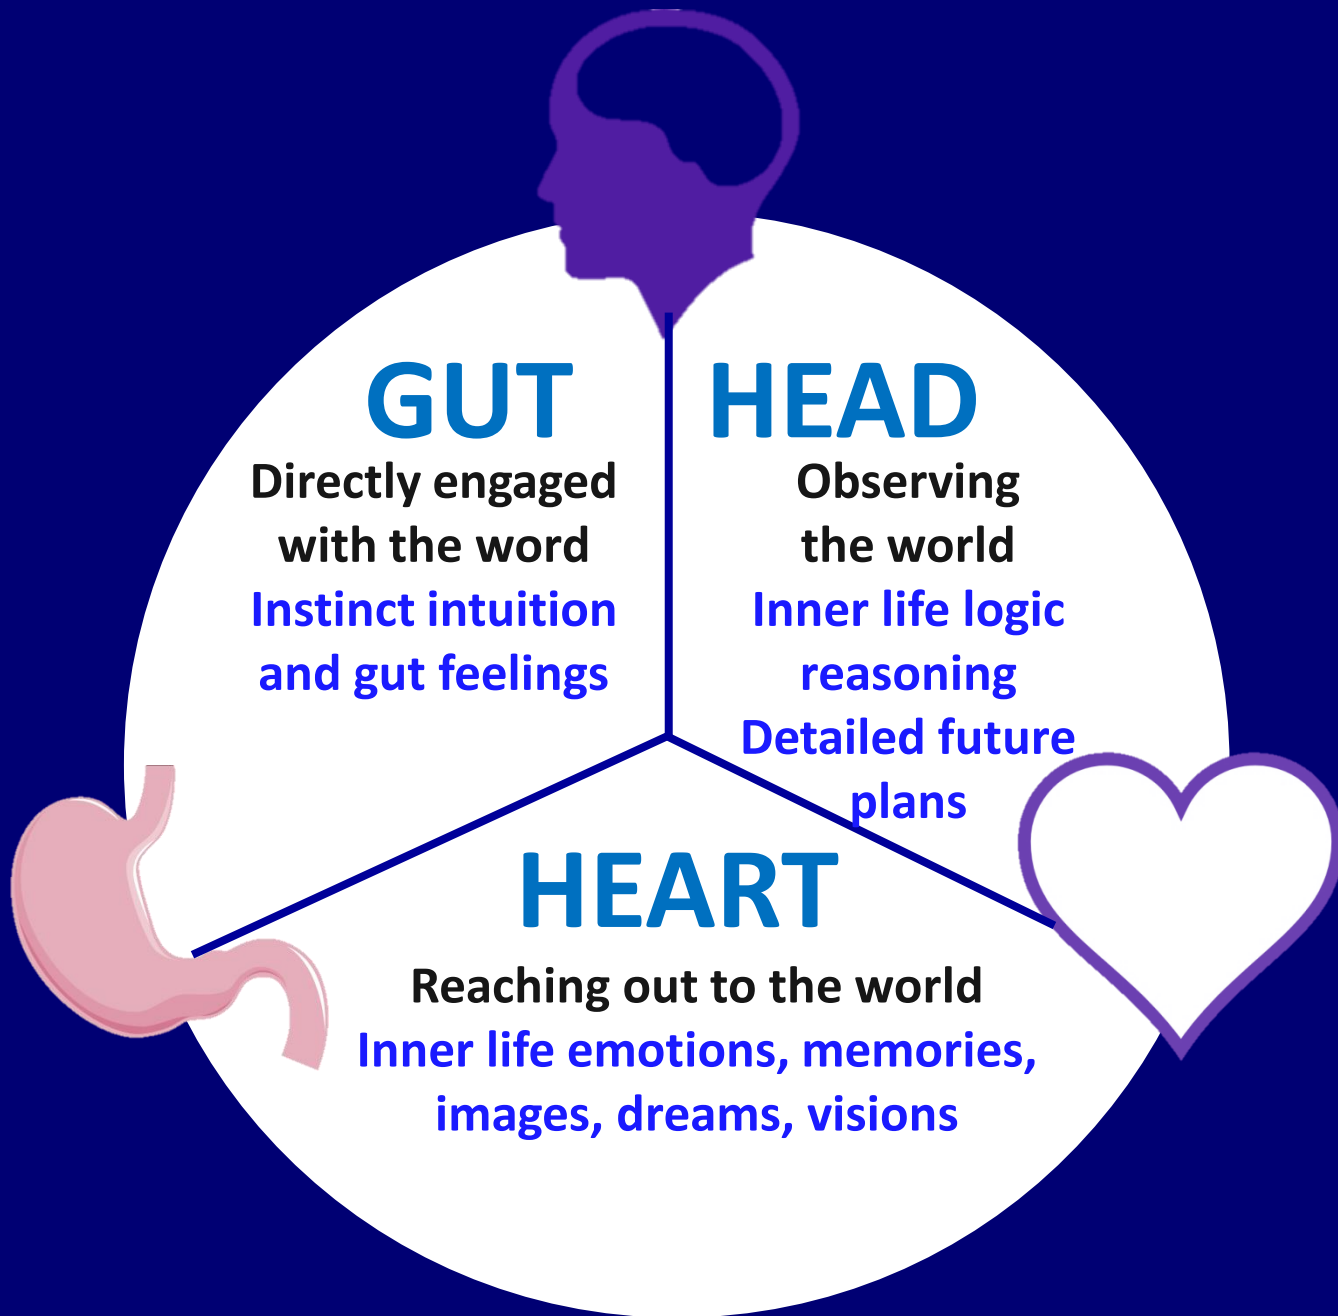 GUT
Directly engaged
with the word
Instinct intuition
and gut feelings
HEAD
Observing
the world
Inner life logic
reasoning
Detailed future
plans
HEART
Reaching out to the world
Inner life emotions, memories,
images, dreams, visions